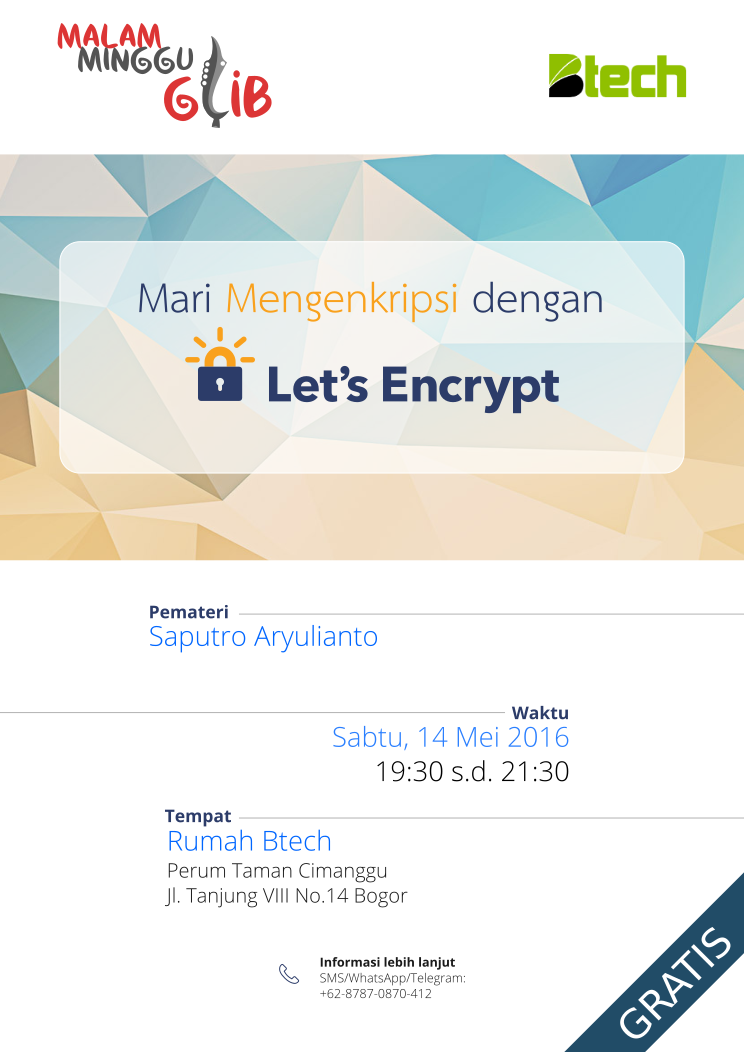 MALAM
MINGGU
GLiB
Btech
Mari Mengenkripsi dengan
Let's Encrypt
Pemateri
Saputro Aryulianto
Waktu
Sabtu, 14 Mei 2016
19:30 s.d. 21:30
Tempat
Rumah Btech
Perum Taman Cimanggu
Jl. Tanjung VIII No.14 Bogor
Informasi lebih lanjut
SMS/WhatsApp/Telegram:
+62-8787-0870-412
GRATIS